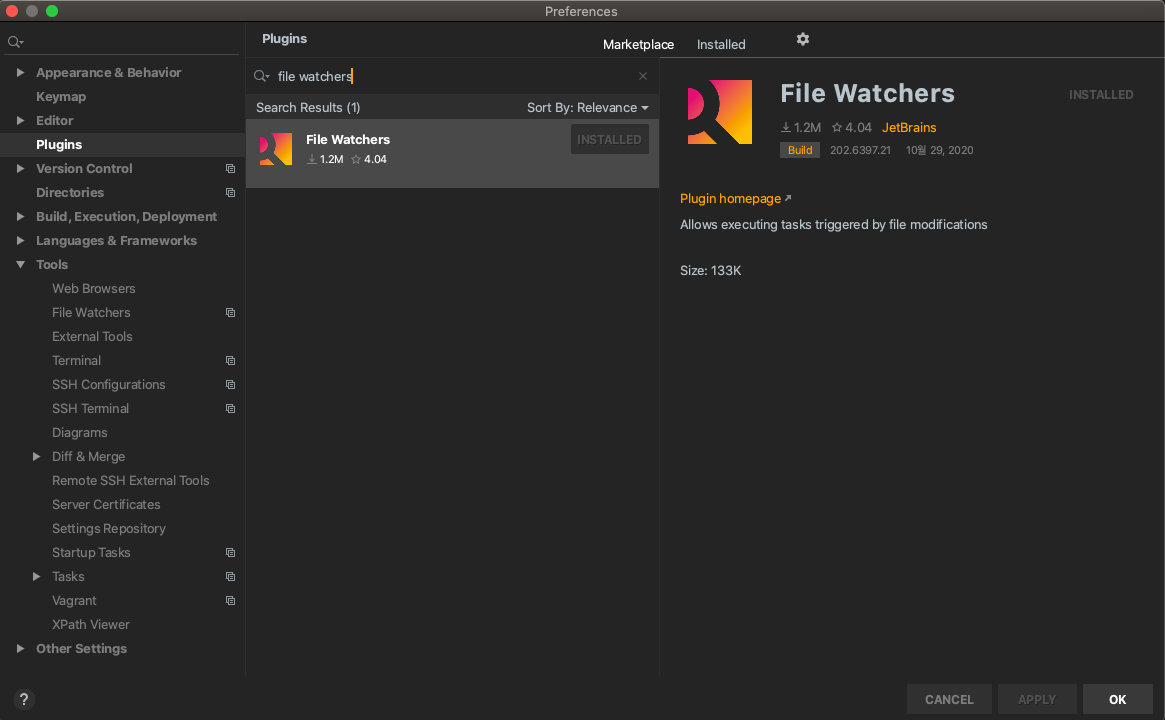 Preferences
Plugins
Marketplace Installed
Appearance & Behavior
Keymap
Editor
Plugins
Version Control
Directories
Build, Execution, Deployment
Languages & Frameworks
Tools
Web Browsers
File Watchers
External Tools
Terminal
SSH Configurations
SSH Terminal
Diagrams
Diff & Merge
Remote SSH External Tools
Server Certificates
Settings Repository
Startup Tasks
Tasks
Vagrant
XPath Viewer
Other Settings
file watchers
Search Results (1) Sort By: Relevance
File Watchers INSTALLED
1.2M 4.04
File Watchers INSTALLED
1.2M 4.04 JetBrains
Build 202.6397.21 10월 29, 2020
Plugin homepage
Allows executing tasks triggered by file modifications
Size: 133K
?
CANCEL APPLY OK